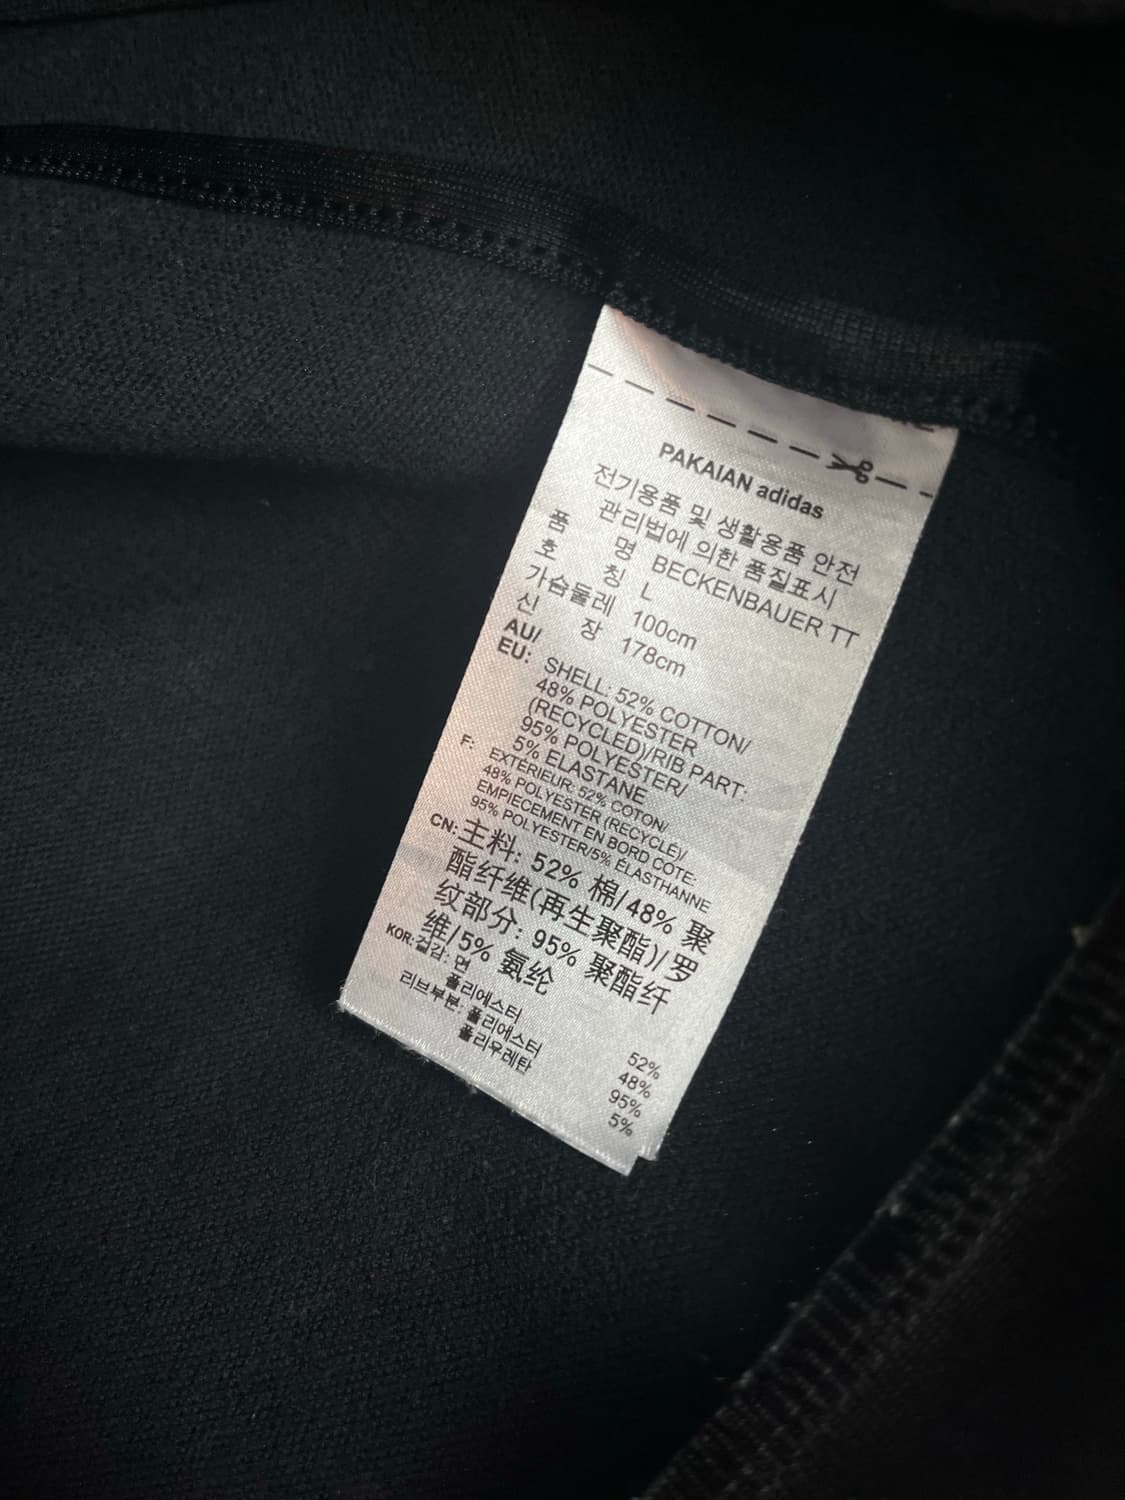 PAKAIAN adidas
전기용품 및 생활용품 안전
관리법에 의한 품질표시
품 명 BECKENBAUER TT
호 칭 L
가슴둘레 100cm
신 장 178cm
AU/
EU: SHELL: 52% COTTON/
48% POLYESTER
(RECYCLED)/RIB PART:
95% POLYESTER/
5% ELASTANE
F: EXTÉRIEUR: 52% COTON/
48% POLYESTER (RECYCLÉ)/
EMPIECEMENT EN BORD COTE:
95% POLYESTER/5% ÉLASTHANNE
CN: 主料: 52% 棉/48% 聚
酯纤维(再生聚酯)/罗
纹部分: 95% 聚酯纤
维/5% 氨纶
KOR: 겉감: 면 52%
폴리에스터 48%
리브부분: 폴리에스터 95%
폴리우레탄 5%